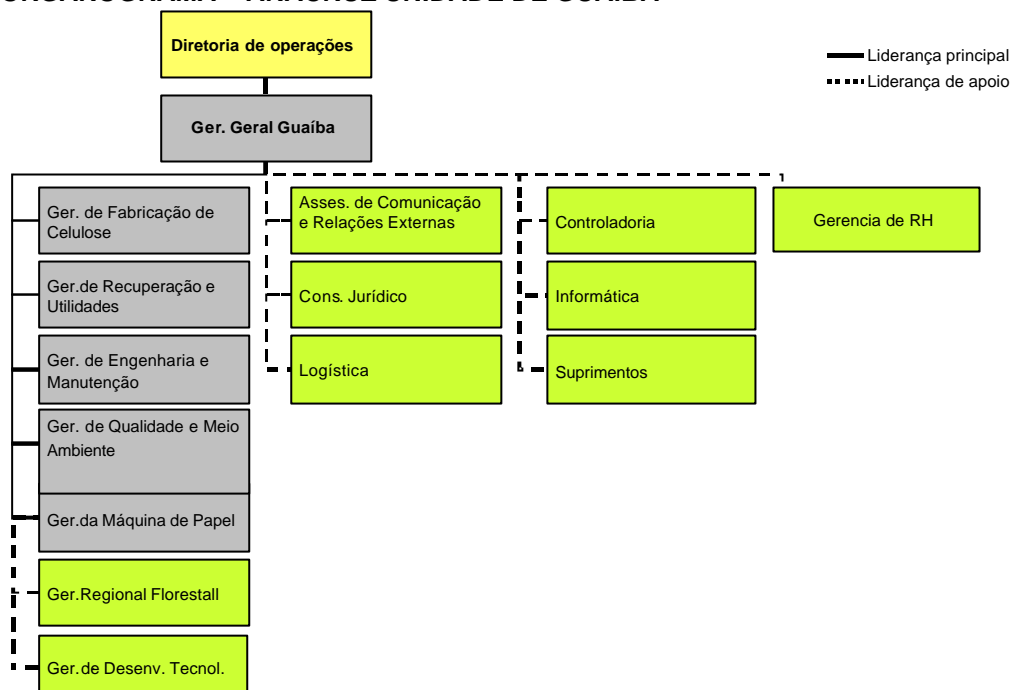 Diretoria de operações
Liderança principal
Liderança de apoio
Ger. Geral Guaíba
Ger. de Fabricação de
Celulose
Asses. de Comunicação
e Relações Externas
Controladoria
Gerencia de RH
Ger.de Recuperação e
Utilidades
Cons. Jurídico
Informática
Ger. de Engenharia e
Manutenção
Logística
Suprimentos
Ger. de Qualidade e Meio
Ambiente
Ger.da Máquina de Papel
Ger.Regional Florestall
Ger.de Desenv. Tecnol.